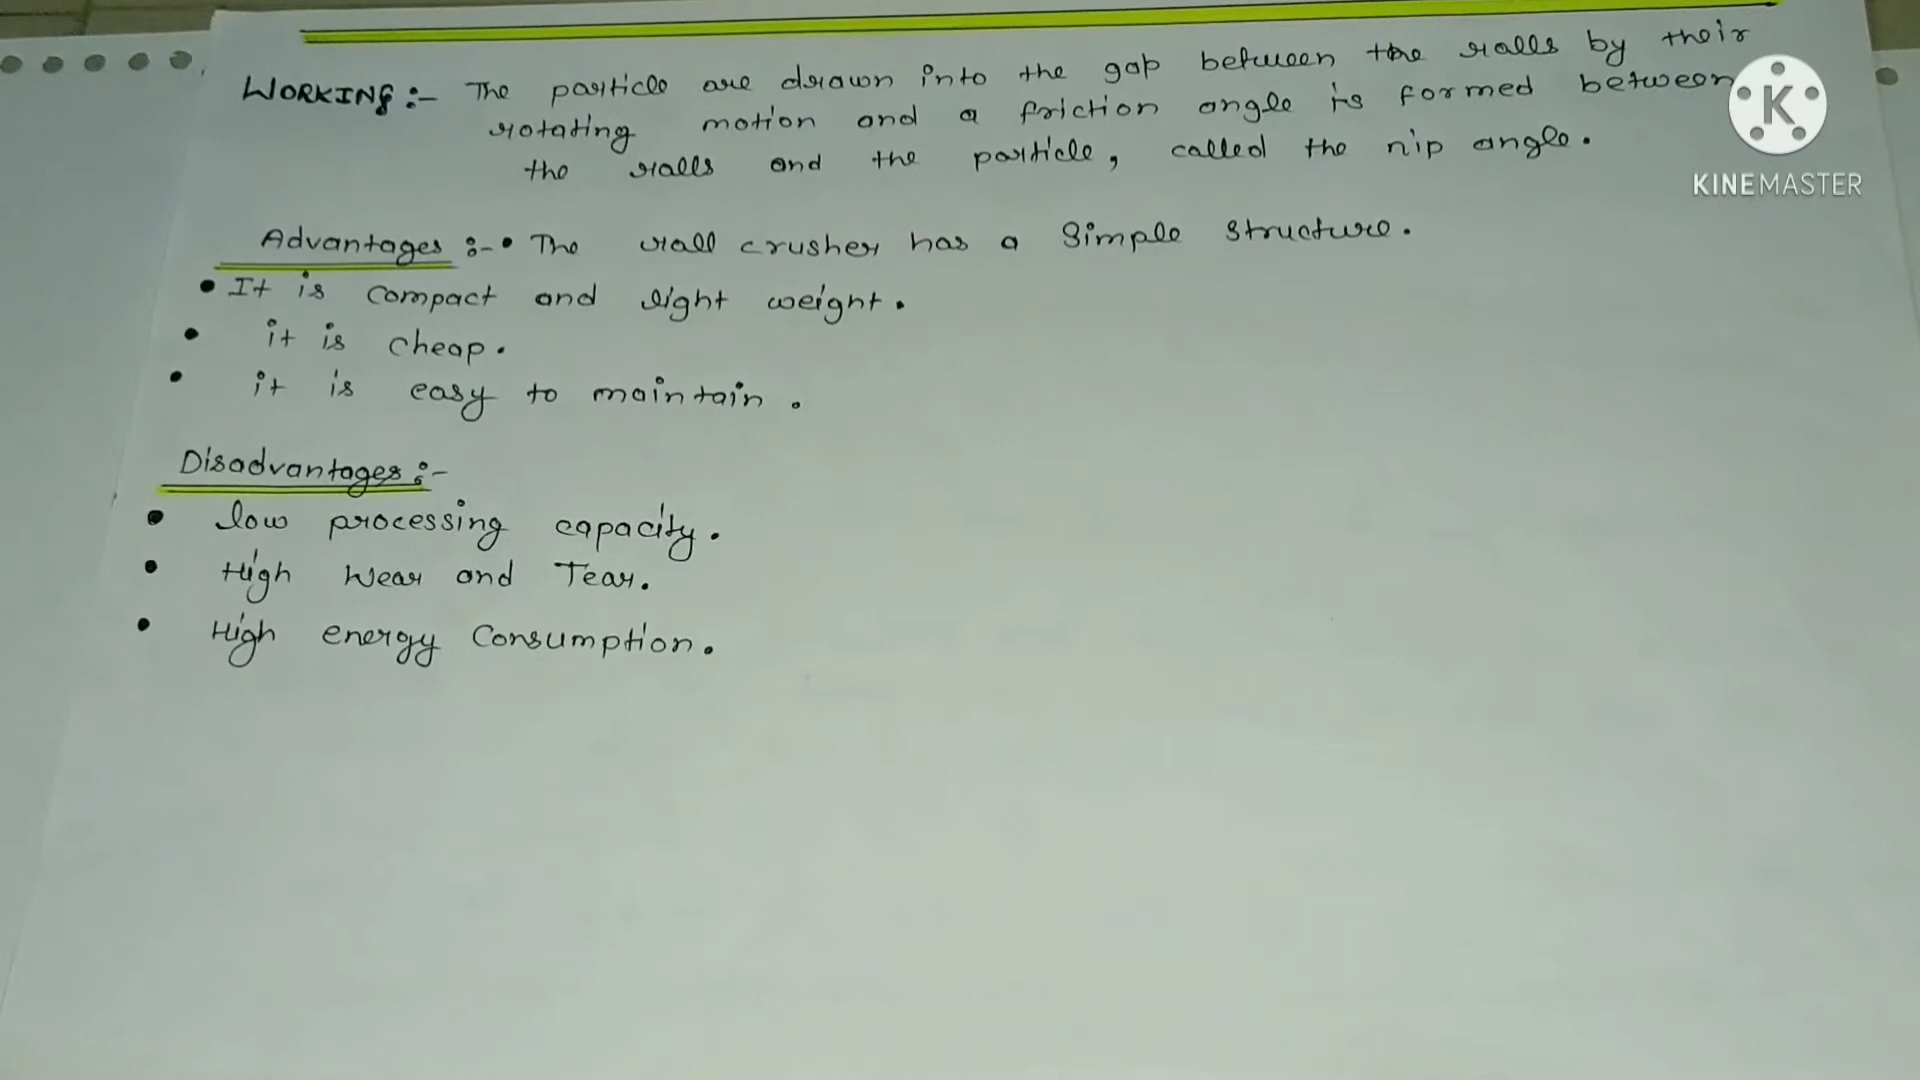 WORKING :- The particle are drawn into the gap between the ralls by their
rotating motion and a friction angle is formed between
the ralls and the particle, called the nip angle.
Advantages :- • The rall crusher has a Simple Structure.
• It is compact and light weight.
• it is cheap.
• it is easy to maintain.
Disadvantages :-
• low processing capacity.
• High Wear and Tear.
• High energy Consumption.
K
KINEMASTER